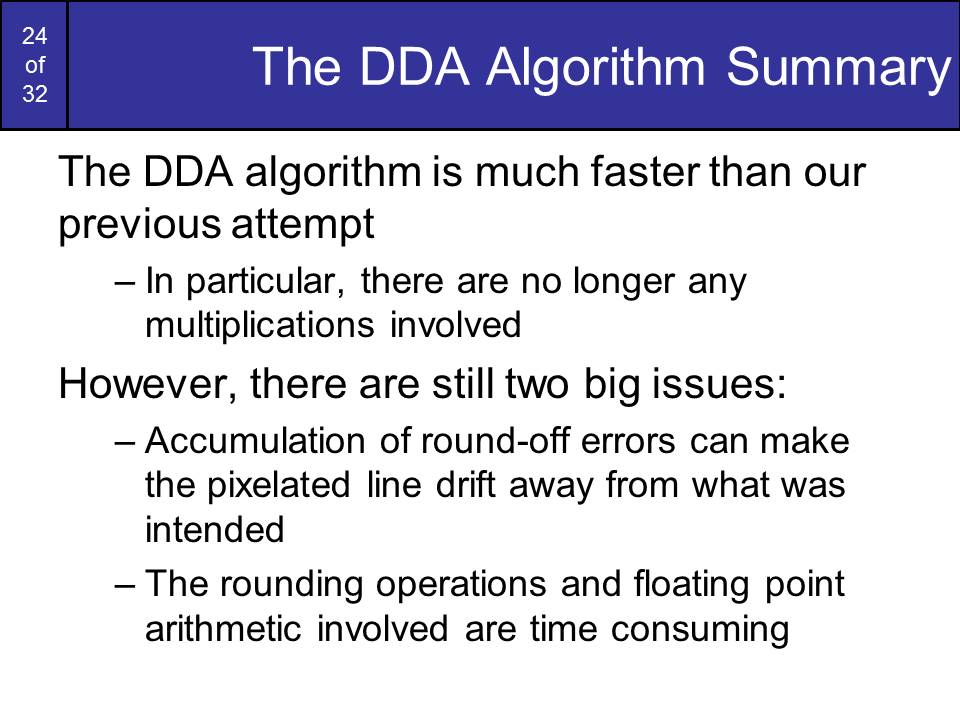 24
of
32
The DDA Algorithm Summary
The DDA algorithm is much faster than our
previous attempt
– In particular, there are no longer any
multiplications involved
However, there are still two big issues:
– Accumulation of round-off errors can make
the pixelated line drift away from what was
intended
– The rounding operations and floating point
arithmetic involved are time consuming